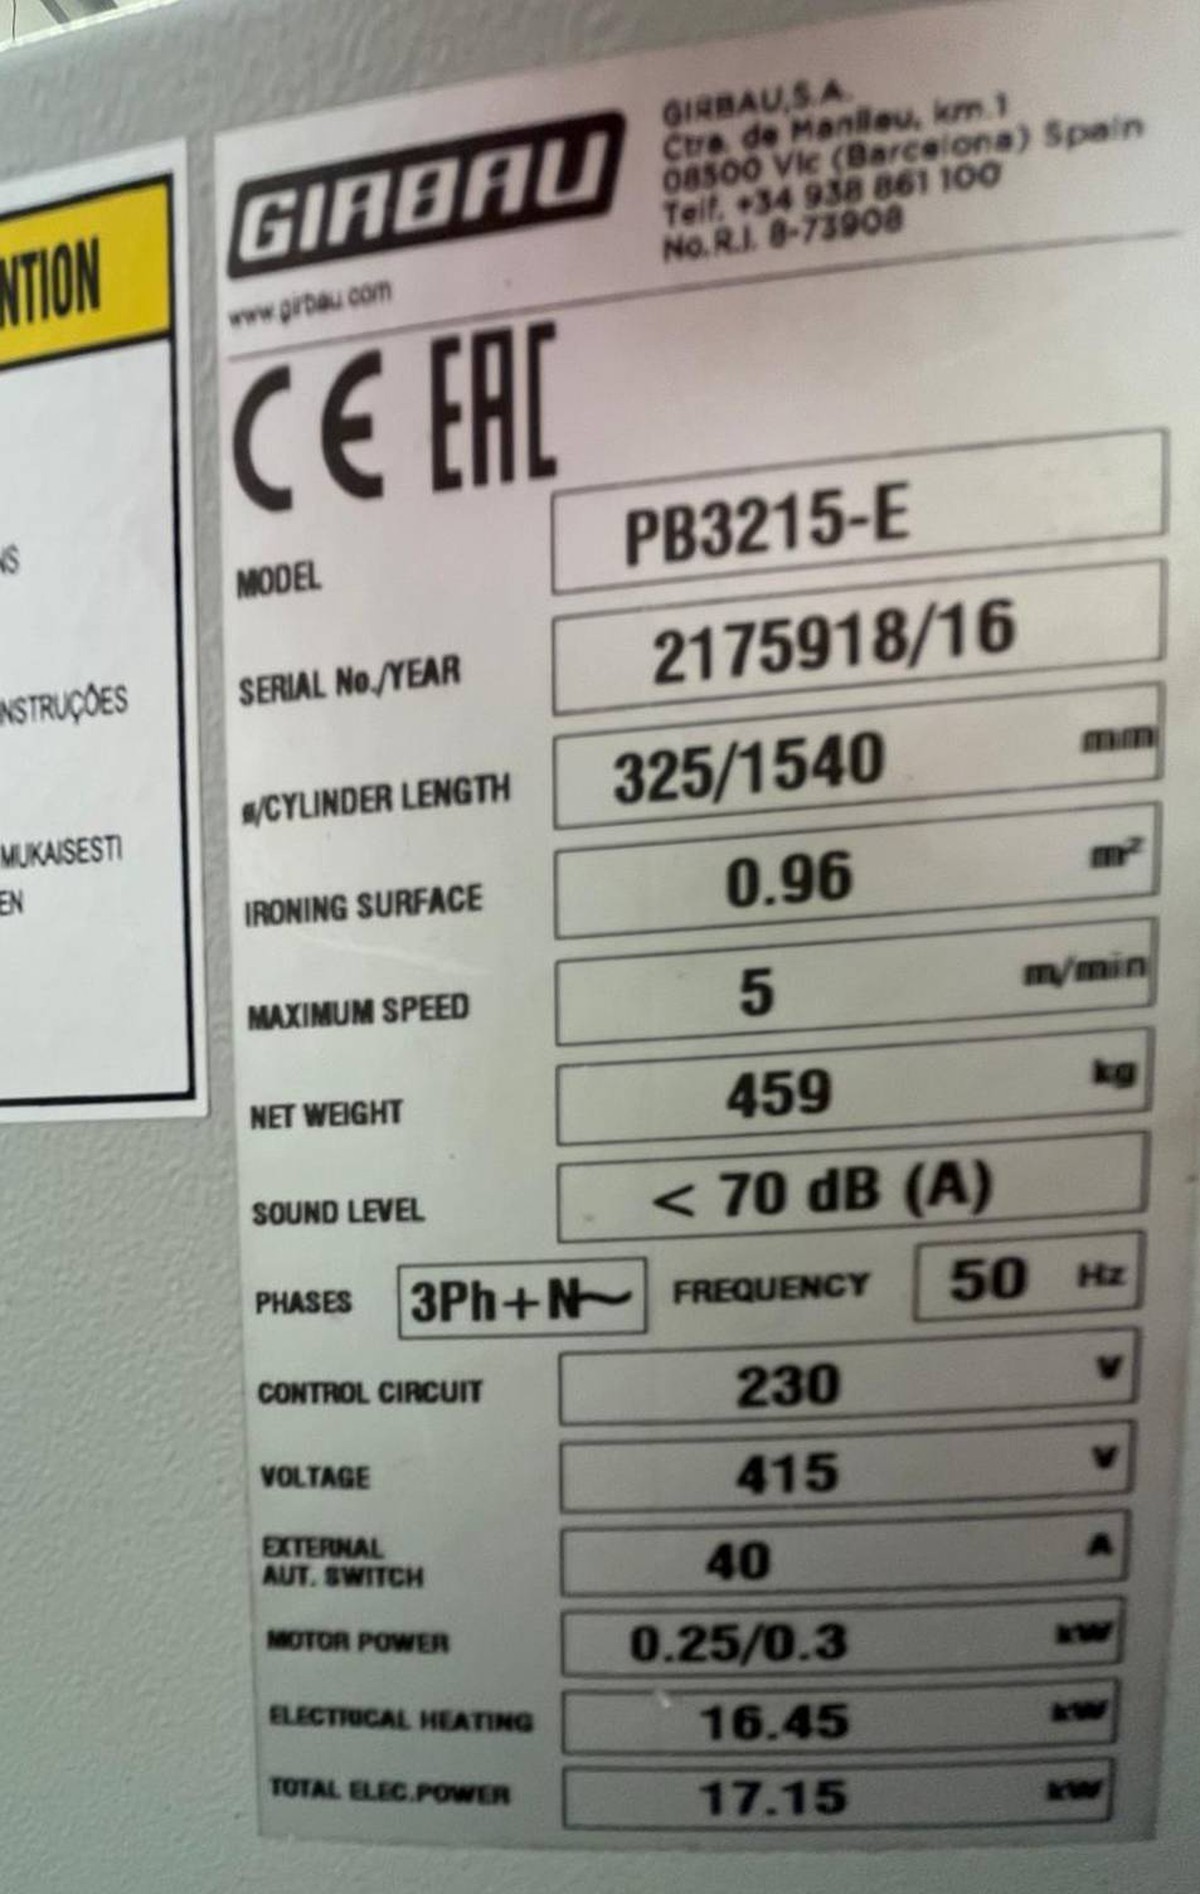 NTION
NS
NSTRUÇÕES
MUKAISESTI
EN
GIRBAU
www.girbau.com
GIRBAU,S.A.
Ctra. de Manlleu, km.1
08500 Vic (Barcelona) Spain
Telf. +34 938 861 100
No.R.I. 8-73908
CE EAC
MODEL PB3215-E
SERIAL No./YEAR 2175918/16
ø/CYLINDER LENGTH 325/1540 mm
IRONING SURFACE 0.96 m²
MAXIMUM SPEED 5 m/min
NET WEIGHT 459 kg
SOUND LEVEL < 70 dB (A)
PHASES 3Ph+N~ FREQUENCY 50 Hz
CONTROL CIRCUIT 230 V
VOLTAGE 415 V
EXTERNAL
AUT. SWITCH 40 A
MOTOR POWER 0.25/0.3 kW
ELECTRICAL HEATING 16.45 kW
TOTAL ELEC.POWER 17.15 kW